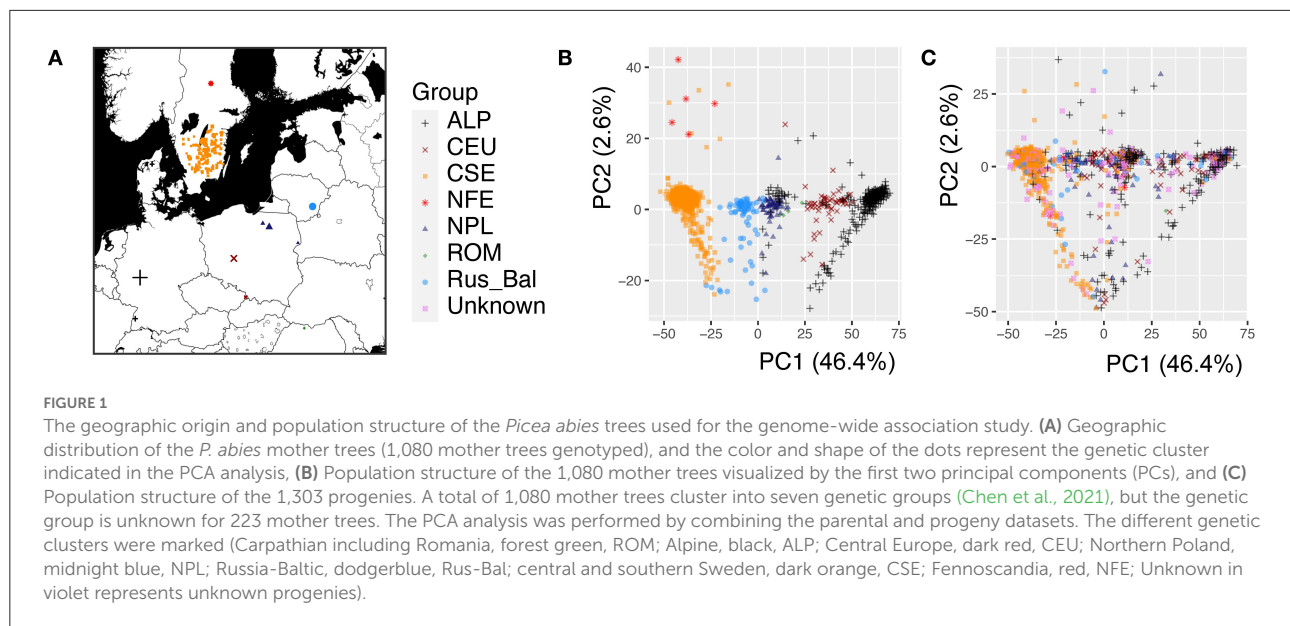 A
Group
ALP
CEU
CSE
NFE
NPL
ROM
Rus_Bal
Unknown
B
PC2 (2.6%)
40
20
0
−20
−50
−25
0
25
50
75
PC1 (46.4%)
C
PC2 (2.6%)
25
0
−25
−50
−50
−25
0
25
50
75
PC1 (46.4%)
FIGURE 1
The geographic origin and population structure of the Picea abies trees used for the genome-wide association study. (A) Geographic
distribution of the P. abies mother trees (1,080 mother trees genotyped), and the color and shape of the dots represent the genetic cluster
indicated in the PCA analysis, (B) Population structure of the 1,080 mother trees visualized by the first two principal components (PCs), and (C)
Population structure of the 1,303 progenies. A total of 1,080 mother trees cluster into seven genetic groups (Chen et al., 2021), but the genetic
group is unknown for 223 mother trees. The PCA analysis was performed by combining the parental and progeny datasets. The different genetic
clusters were marked (Carpathian including Romania, forest green, ROM; Alpine, black, ALP; Central Europe, dark red, CEU; Northern Poland,
midnight blue, NPL; Russia-Baltic, dodgerblue, Rus-Bal; central and southern Sweden, dark orange, CSE; Fennoscandia, red, NFE; Unknown in
violet represents unknown progenies).